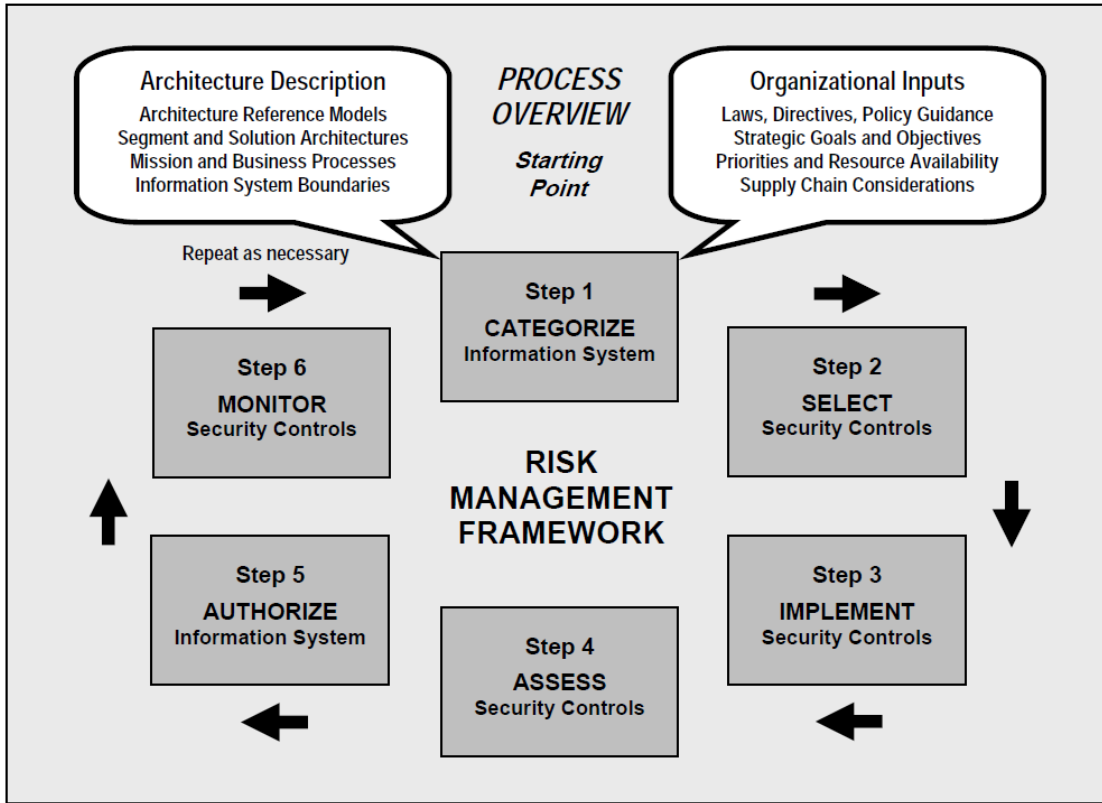 Architecture Description
Architecture Reference Models
Segment and Solution Architectures
Mission and Business Processes
Information System Boundaries
PROCESS
OVERVIEW
Starting
Point
Organizational Inputs
Laws, Directives, Policy Guidance
Strategic Goals and Objectives
Priorities and Resource Availability
Supply Chain Considerations
Repeat as necessary
Step 1
CATEGORIZE
Information System
Step 2
SELECT
Security Controls
Step 3
IMPLEMENT
Security Controls
Step 4
ASSESS
Security Controls
Step 5
AUTHORIZE
Information System
Step 6
MONITOR
Security Controls
RISK
MANAGEMENT
FRAMEWORK